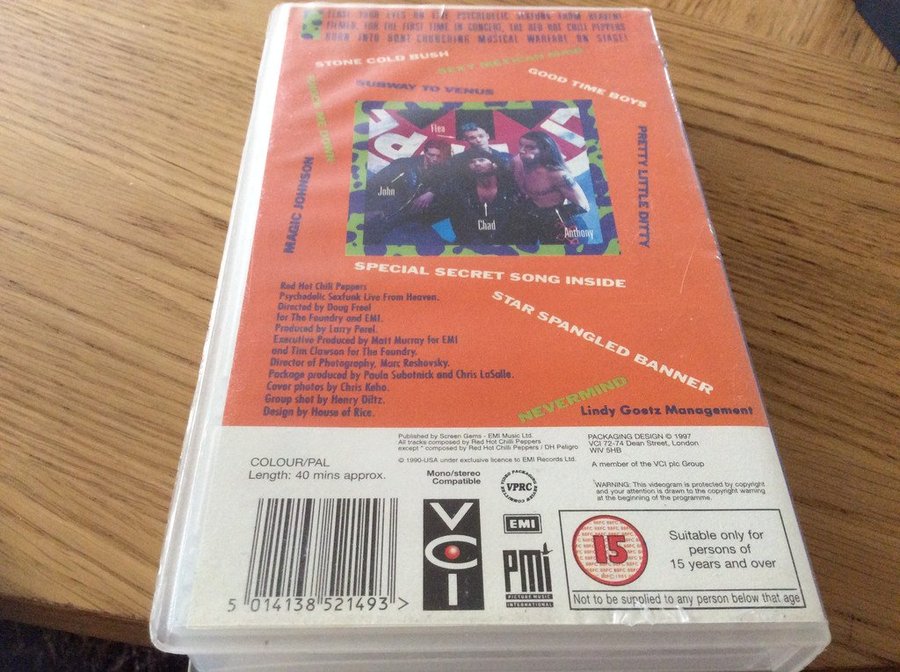 TEASE YOUR EYES ON THE PSYCHODELIC SEXFUNK FROM HEAVEN!
FILMED, FOR THE FIRST TIME IN CONCERT, THE RED HOT CHILI PEPPERS
BURN INTO BONE-CRUNCHING MUSICAL WARFARE ON STAGE!
STONE COLD BUSH
SEXY MEXICAN MAID
GOOD TIME BOYS
SUBWAY TO VENUS
MAGIC JOHNSON
PRETTY LITTLE DITTY
Flea
John
Chad
Anthony
SPECIAL SECRET SONG INSIDE
STAR SPANGLED BANNER
NEVERMIND
Red Hot Chili Peppers
Psychodelic Sexfunk Live From Heaven.
Directed by Doug Freel
for The Foundry and EMI.
Produced by Larry Perel.
Executive Produced by Matt Murray for EMI
and Tim Clawson for The Foundry.
Director of Photography, Marc Reshovsky.
Package produced by Paula Subotnick and Chris LaSalle.
Cover photos by Chris Keho.
Group shot by Henry Diltz.
Design by House of Rice.
Lindy Goetz Management
COLOUR/PAL
Length: 40 mins approx.
Published by Screen Gems - EMI Music Ltd.
All tracks composed by Red Hot Chili Peppers
except * composed by Red Hot Chili Peppers / DH Peligro
© 1990-USA under exclusive licence to EMI Records Ltd.
Mono/stereo
Compatible
VPRC
PACKAGING DESIGN © 1997
VCI 72-74 Dean Street, London
WIV 5HB
A member of the VCI plc Group
WARNING: This videogram is protected by copyright
and your attention is drawn to the copyright warning
at the beginning of the programme.
5 014138 521493 >
VCI
EMI
pmi
PICTURE MUSIC
INTERNATIONAL
15
Suitable only for
persons of
15 years and over
Not to be supplied to any person below that age